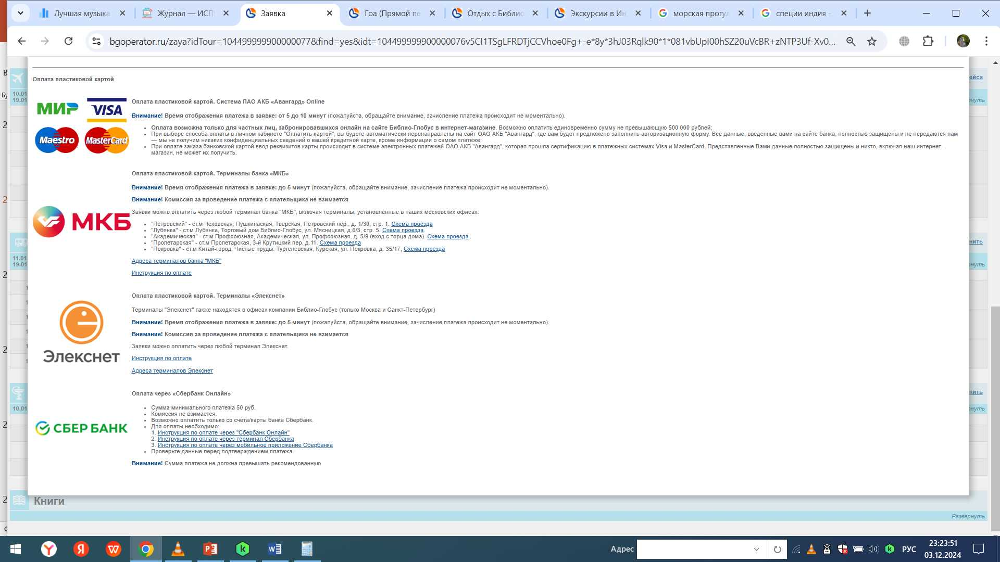 Лучшая музыка
Журнал — ИСП
Заявка
Гоа (Прямой пе
Отдых с Библио
Экскурсии в Ин
морская прогул
специи индия -
bgoperator.ru/zaya?idTour=104499999900000077&find=yes&idt=104499999900000076v5Cl1TSgLFRDTjCCVhoe0Fg+-e*8y*3hJ03Rqlk90*1*081vbUpI00hSZ20uVcBR+zNTP3Uf-Xv0...
Оплата пластиковой картой
ейса
10.01
19.01
нуть
МИР VISA
Maestro MasterCard
Оплата пластиковой картой. Система ПАО АКБ «Авангард» Online
Внимание! Время отображения платежа в заявке: от 5 до 10 минут (пожалуйста, обращайте внимание, зачисление платежа происходит не моментально).
• Оплата возможна только для частных лиц, забронировавшихся онлайн на сайте Библио-Глобус в интернет-магазине. Возможно оплатить единовременно сумму не превышающую 500 000 рублей;
• При выборе способа оплаты в личном кабинете "Оплатить картой", вы будете автоматически перенаправлены на сайт ОАО АКБ "Авангард", где вам будет предложено заполнить авторизационную форму. Все данные, введенные вами на сайте банка, полностью защищены и не передаются нам
— мы не получим никаких конфиденциальных сведений о вашей кредитной карте, кроме информации о самом платеже;
• При оплате заказа банковской картой ввод реквизитов карты происходит в системе электронных платежей ОАО АКБ "Авангард", которая прошла сертификацию в платежных системах Visa и MasterCard. Представленные Вами данные полностью защищены и никто, включая наш интернет-
магазин, не может их получить.
Оплата пластиковой картой. Терминалы банка «МКБ»
Внимание! Время отображения платежа в заявке: до 5 минут (пожалуйста, обращайте внимание, зачисление платежа происходит не моментально).
Внимание! Комиссия за проведение платежа с плательщика не взимается
МКБ
Заявки можно оплатить через любой терминал банка "МКБ", включая терминалы, установленные в наших московских офисах:
• "Петровский" - ст.м Чеховская, Пушкинаская, Тверская, Петровский пер., д. 1/30, стр. 1. Схема проезда
• "Лубянка" - ст.м Лубянка, Торговый дом Библио-Глобус, ул. Мясницкая, д.6/3, стр. 5. Схема проезда
• "Академическая" - ст.м Профсоюзная, Академическая, ул. Профсоюзная, д. 5/9 (вход с торца дома). Схема проезда
• "Пролетарская" - ст.м Пролетарская, 3-й Крутицкий пер, д.11. Схема проезда
• "Покровка" - ст.м Китай-город, Чистые пруды. Тургеневская, Курская, ул. Покровка, д. 35/17, Схема проезда
нить
11.01
19.01
нуть
Адреса терминалов банка "МКБ"
Инструкция по оплате
Оплата пластиковой картой. Терминалы «Элекснет»
Терминалы "Элекснет" также находятся в офисах компании Библио-Глобус (только Москва и Санкт-Петербург)
Внимание! Время отображения платежа в заявке: до 5 минут (пожалуйста, обращайте внимание, зачисление платежа происходит не моментально).
Внимание! Комиссия за проведение платежа с плательщика не взимается
Заявки можно оплатить через любой терминал Элекснет.
Элекснет
Инструкция по оплате
Адреса терминалов Элекснет
Оплата через «Сбербанк Онлайн»
нить
10.01
нуть
• Сумма минимального платежа 50 руб.
• Комиссия не взимается.
• Возможно оплатить только со счета/карты банка Сбербанк.
• Для оплаты необходимо:
СБЕР БАНК
1. Инструкция по оплате через "Сбербанк Онлайн"
2. Инструкция по оплате через терминал Сбербанка
3. Инструкция по оплате через мобильное приложение Сбербанка
• Проверьте данные перед подтверждением платежа.
Внимание! Сумма платежа не должна превышать рекомендованную
Книги
Развернуть
Адрес
РУС
23:23:51
03.12.2024